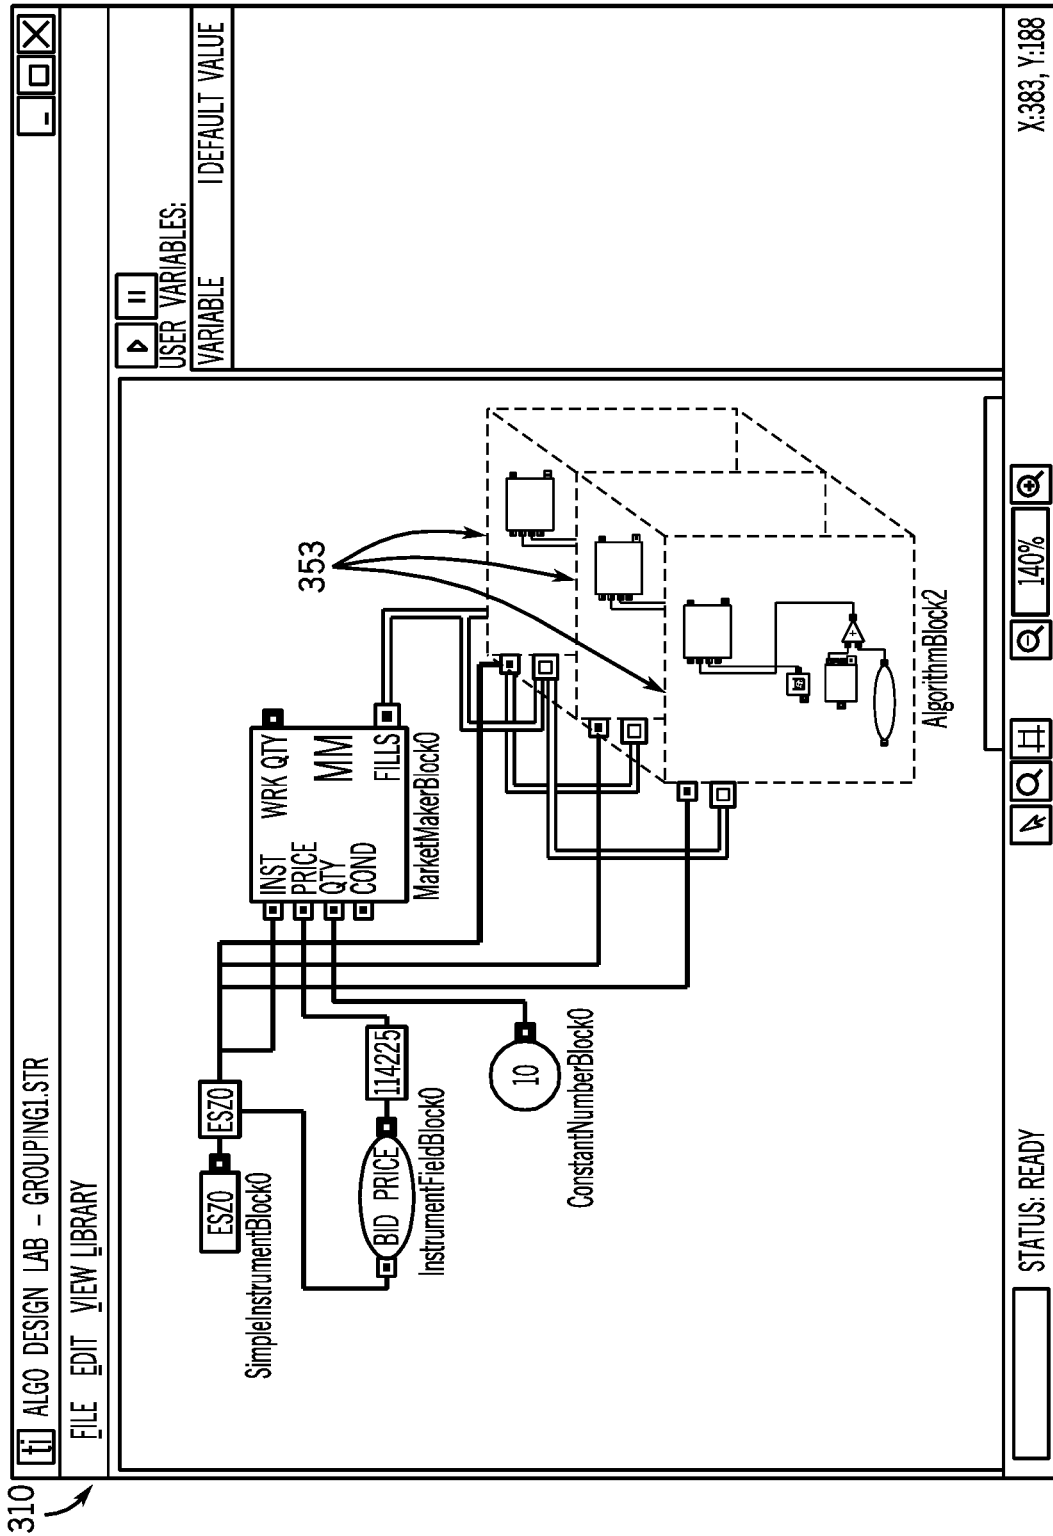 310
ti ALGO DESIGN LAB - GROUPING1.STR
FILE EDIT VIEW LIBRARY
USER VARIABLES:
VARIABLE | DEFAULT VALUE
ESZ0
ESZ0
SimpleInstrumentBlock0
BID PRICE
114225
InstrumentFieldBlock0
10
ConstantNumberBlock0
INST
WRK QTY
PRICE
QTY
MM
COND
FILLS
MarketMakerBlock0
353
+
AlgorithmBlock2
STATUS: READY
140%
X:383, Y:188